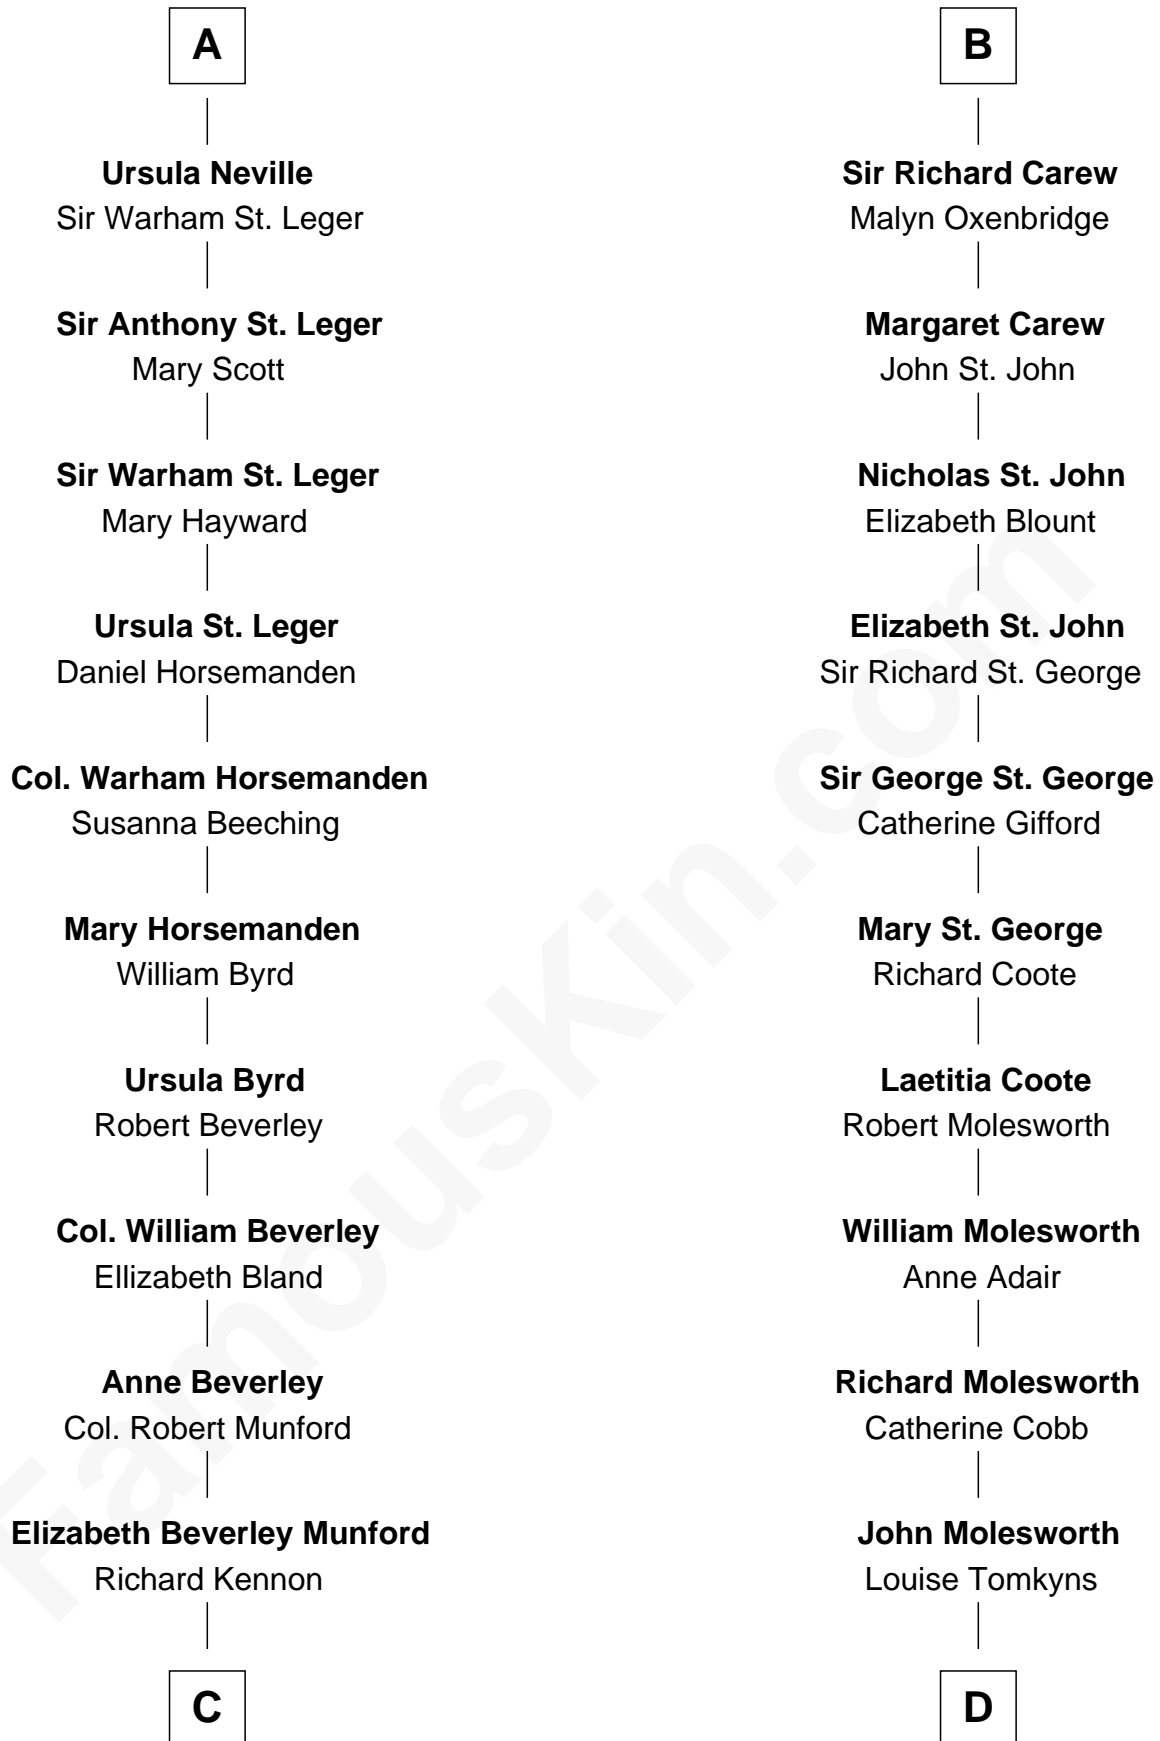 A
Ursula Neville
Sir Warham St. Leger
Sir Anthony St. Leger
Mary Scott
Sir Warham St. Leger
Mary Hayward
Ursula St. Leger
Daniel Horsemanden
Col. Warham Horsemanden
Susanna Beeching
Mary Horsemanden
William Byrd
Ursula Byrd
Robert Beverley
Col. William Beverley
Ellizabeth Bland
Anne Beverley
Col. Robert Munford
Elizabeth Beverley Munford
Richard Kennon
C
B
Sir Richard Carew
Malyn Oxenbridge
Margaret Carew
John St. John
Nicholas St. John
Elizabeth Blount
Elizabeth St. John
Sir Richard St. George
Sir George St. George
Catherine Gifford
Mary St. George
Richard Coote
Laetitia Coote
Robert Molesworth
William Molesworth
Anne Adair
Richard Molesworth
Catherine Cobb
John Molesworth
Louise Tomkyns
D
FamousKin.com